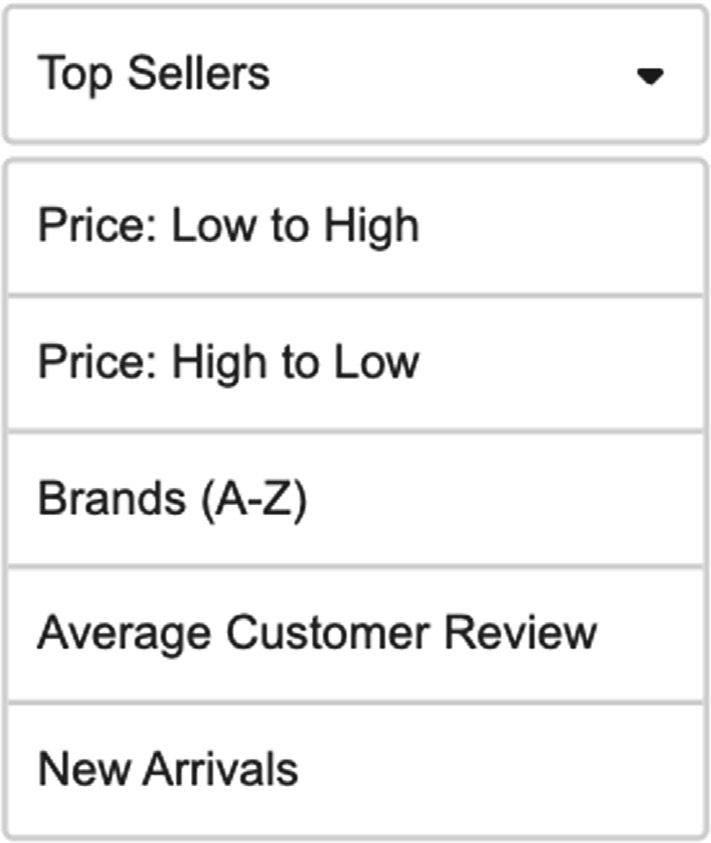 Top Sellers
Price: Low to High
Price: High to Low
Brands (A-Z)
Average Customer Review
New Arrivals